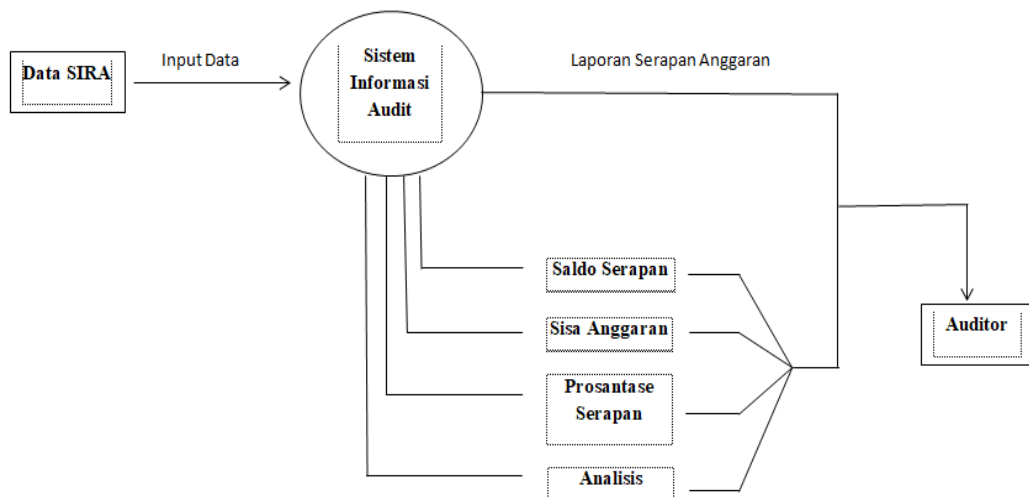 Data SIRA
Input Data
Sistem
Informasi
Audit
Laporan Serapan Anggaran
Saldo Serapan
Sisa Anggaran
Prosantase
Serapan
Analisis
Auditor